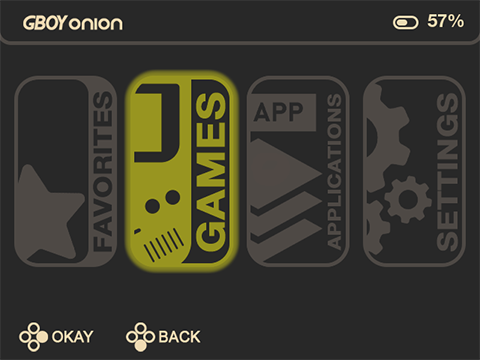 GBOY onion
57%
FAVORITES
GAMES
APP
APPLICATIONS
SETTINGS
OKAY
BACK